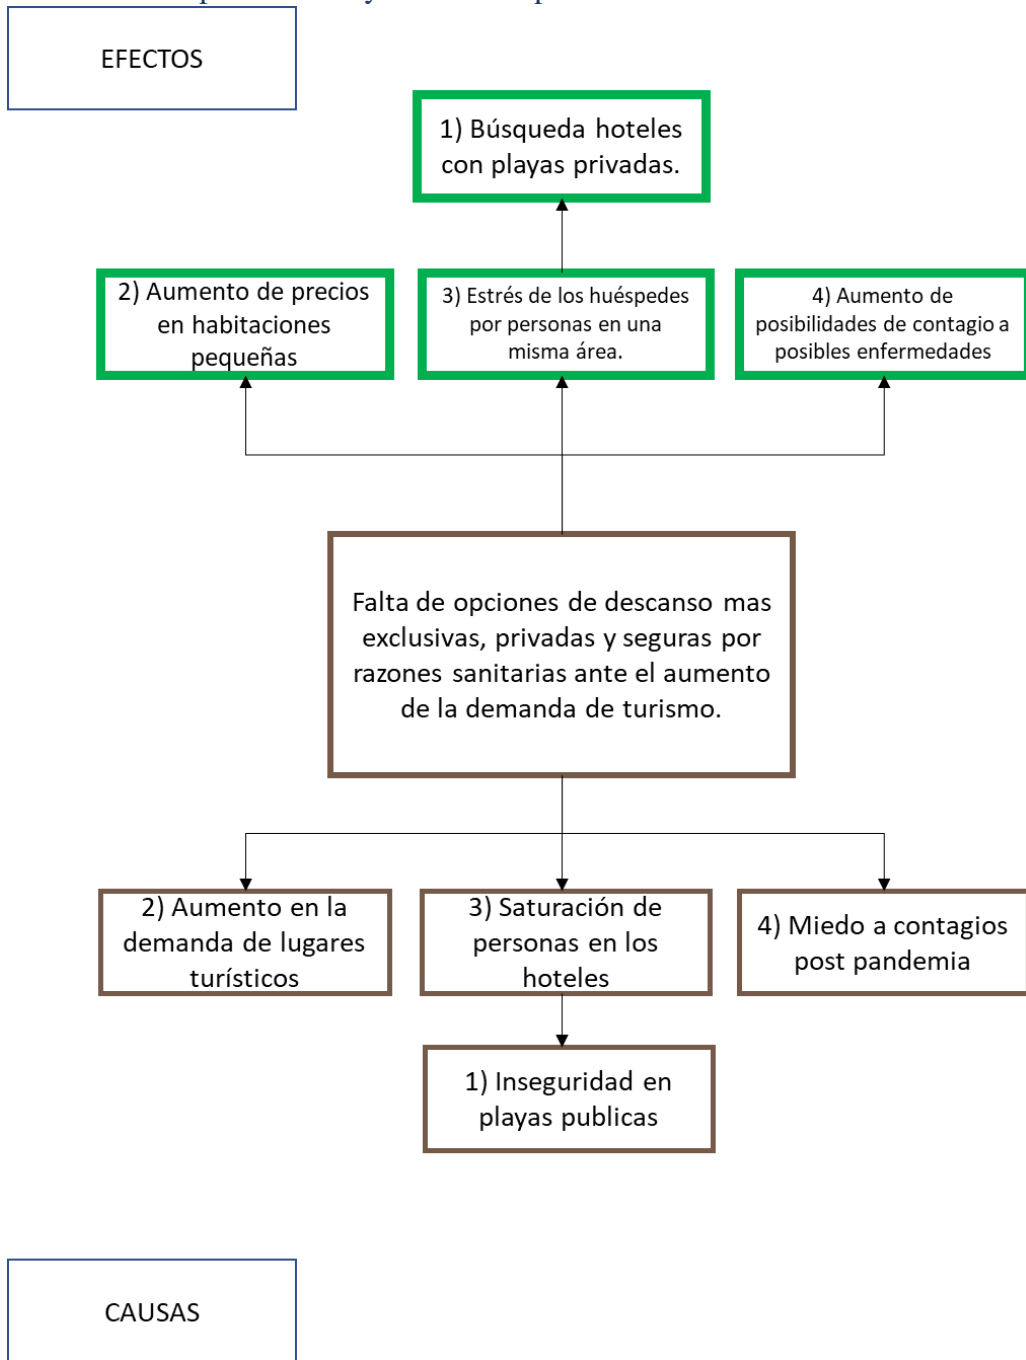 EFECTOS
1) Búsqueda hoteles
con playas privadas.
2) Aumento de precios
en habitaciones
pequeñas
3) Estrés de los huéspedes
por personas en una
misma área.
4) Aumento de
posibilidades de contagio a
posibles enfermedades
Falta de opciones de descanso mas
exclusivas, privadas y seguras por
razones sanitarias ante el aumento
de la demanda de turismo.
2) Aumento en la
demanda de lugares
turísticos
3) Saturación de
personas en los
hoteles
4) Miedo a contagios
post pandemia
1) Inseguridad en
playas publicas
CAUSAS